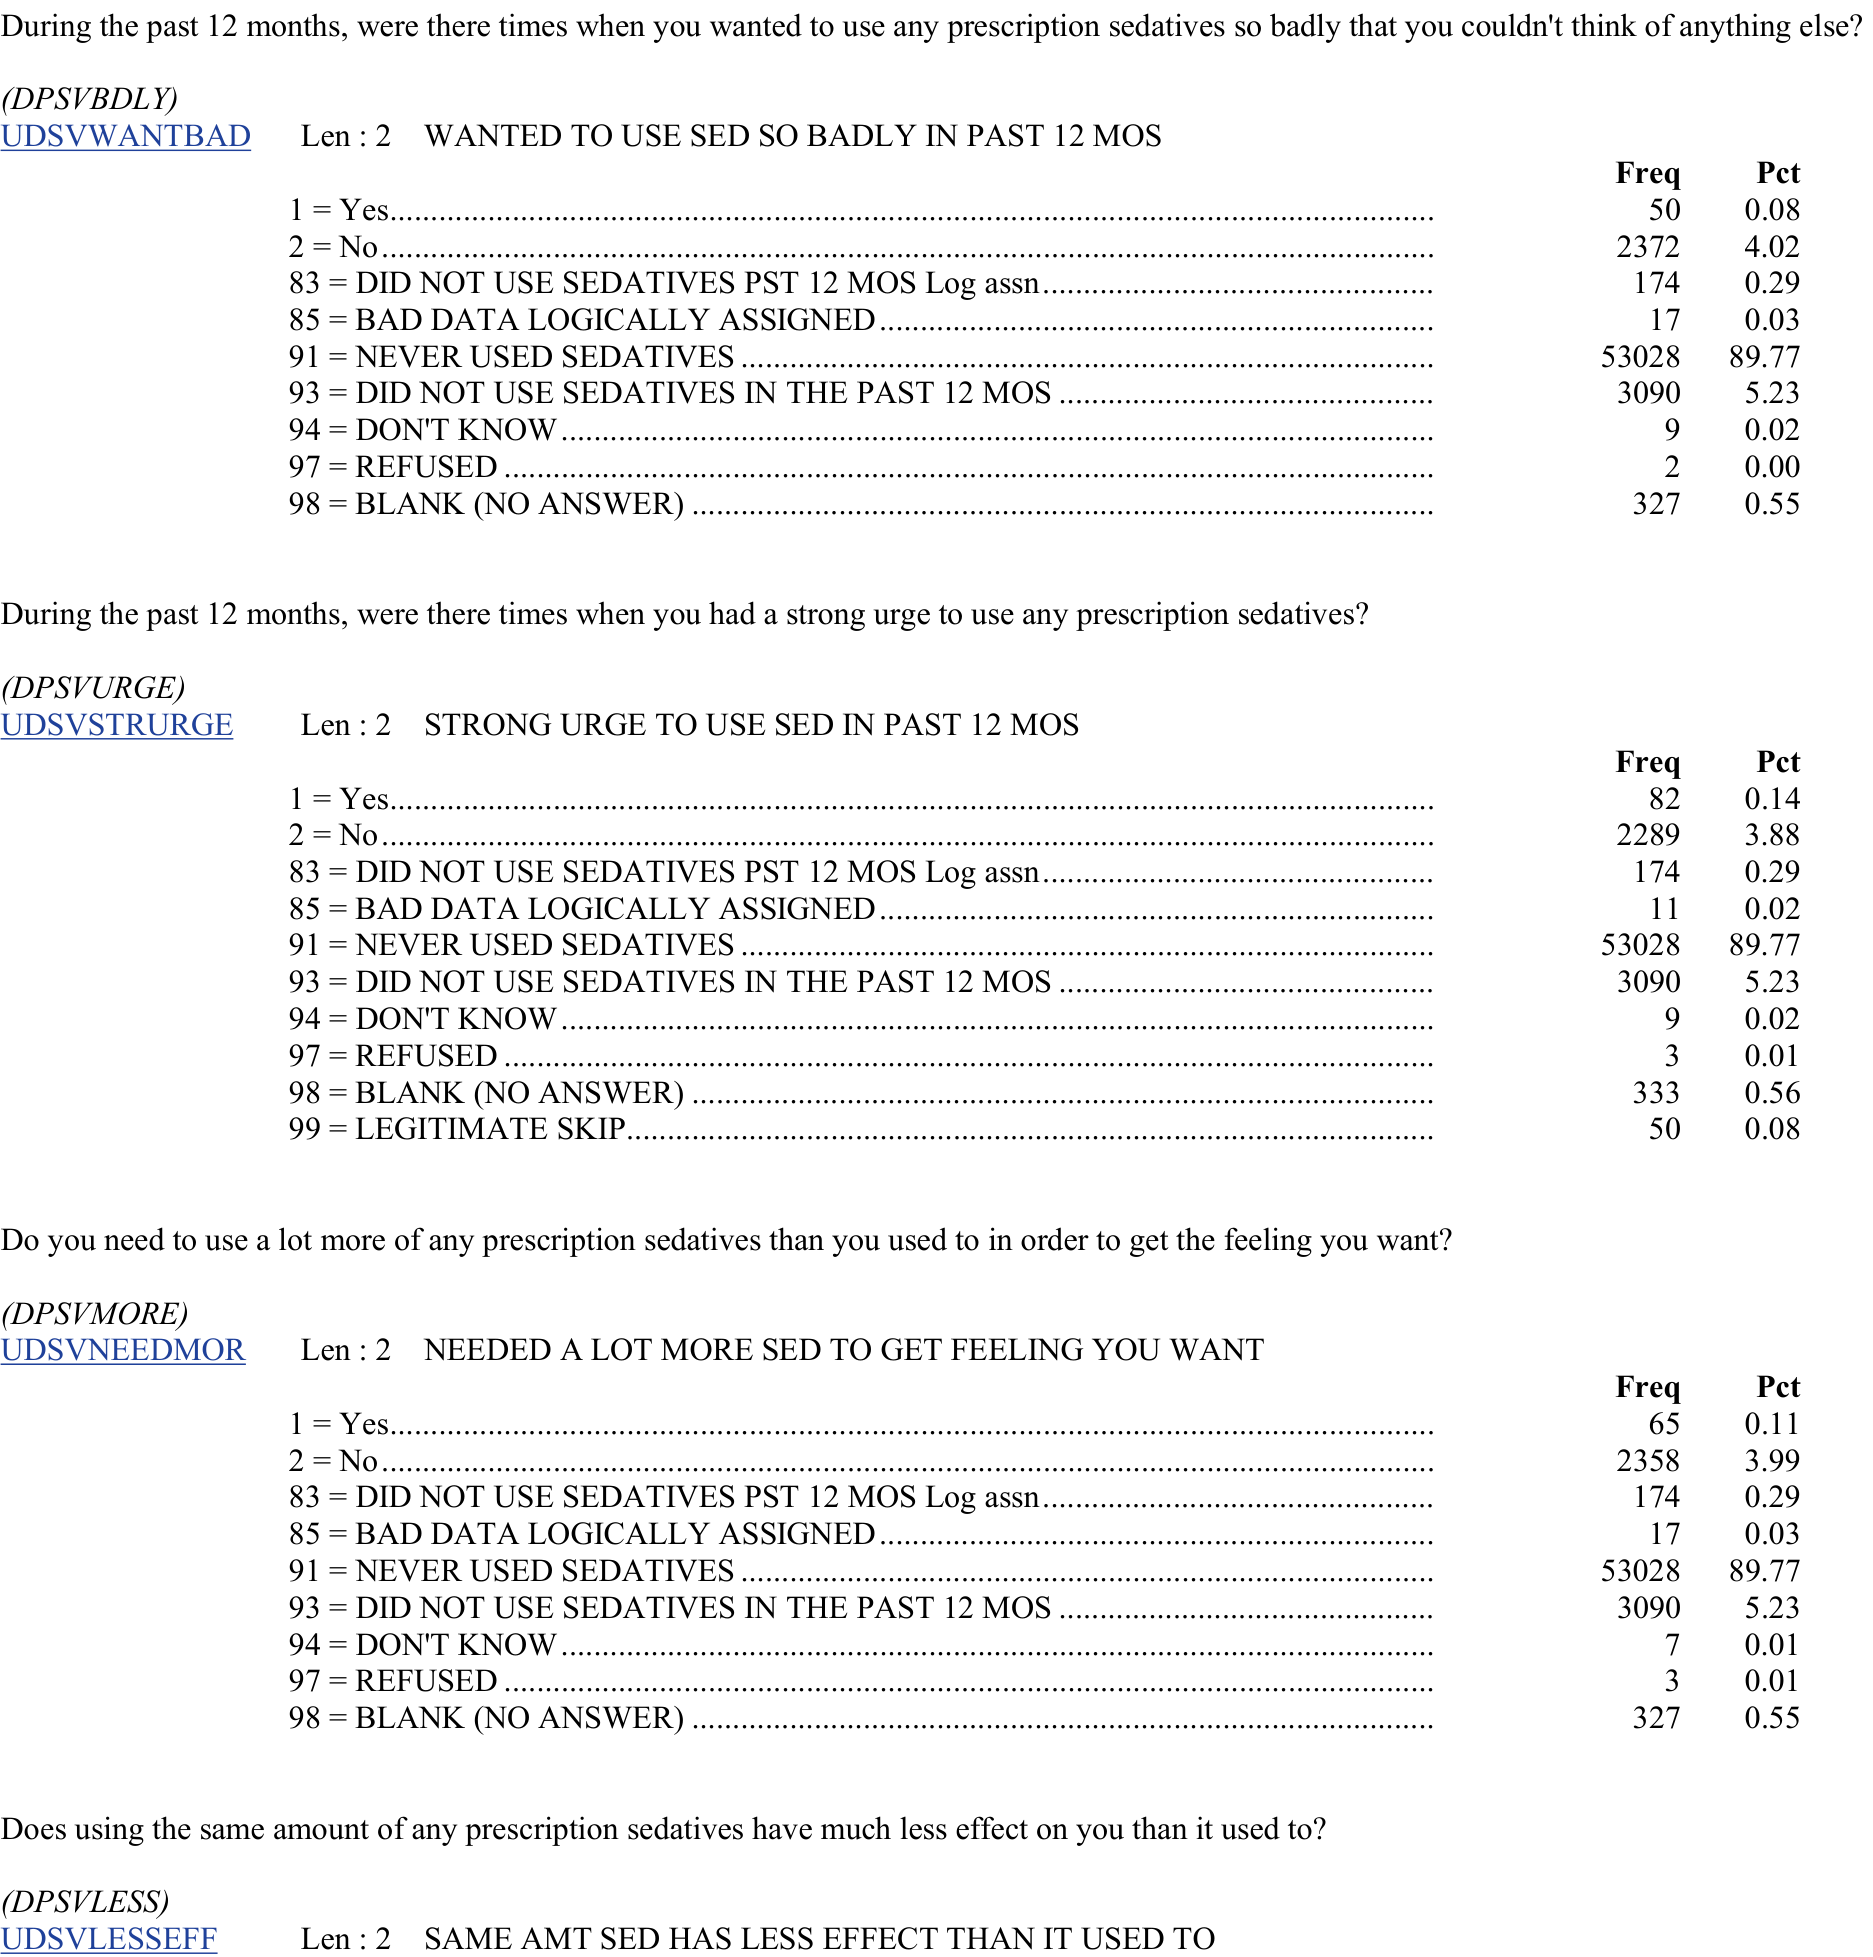 During the past 12 months, were there times when you wanted to use any prescription sedatives so badly that you couldn't think of anything else?
(DPSVBDLY)
UDSVWANTBAD Len : 2 WANTED TO USE SED SO BADLY IN PAST 12 MOS
Freq Pct
1 = Yes................................................................ 50 0.08
2 = No................................................................ 2372 4.02
83 = DID NOT USE SEDATIVES PST 12 MOS Log assn................................ 174 0.29
85 = BAD DATA LOGICALLY ASSIGNED................................ 17 0.03
91 = NEVER USED SEDATIVES ................................ 53028 89.77
93 = DID NOT USE SEDATIVES IN THE PAST 12 MOS ................................ 3090 5.23
94 = DON'T KNOW................................ 9 0.02
97 = REFUSED ................................ 2 0.00
98 = BLANK (NO ANSWER) ................................ 327 0.55
During the past 12 months, were there times when you had a strong urge to use any prescription sedatives?
(DPSVURGE)
UDSVSTRURGE Len : 2 STRONG URGE TO USE SED IN PAST 12 MOS
Freq Pct
1 = Yes................................................................ 82 0.14
2 = No................................................................ 2289 3.88
83 = DID NOT USE SEDATIVES PST 12 MOS Log assn................................ 174 0.29
85 = BAD DATA LOGICALLY ASSIGNED................................ 11 0.02
91 = NEVER USED SEDATIVES ................................ 53028 89.77
93 = DID NOT USE SEDATIVES IN THE PAST 12 MOS ................................ 3090 5.23
94 = DON'T KNOW................................ 9 0.02
97 = REFUSED ................................ 3 0.01
98 = BLANK (NO ANSWER) ................................ 333 0.56
99 = LEGITIMATE SKIP................................ 50 0.08
Do you need to use a lot more of any prescription sedatives than you used to in order to get the feeling you want?
(DPSVMORE)
UDSVNEEDMOR Len : 2 NEEDED A LOT MORE SED TO GET FEELING YOU WANT
Freq Pct
1 = Yes................................................................ 65 0.11
2 = No................................................................ 2358 3.99
83 = DID NOT USE SEDATIVES PST 12 MOS Log assn................................ 174 0.29
85 = BAD DATA LOGICALLY ASSIGNED................................ 17 0.03
91 = NEVER USED SEDATIVES ................................ 53028 89.77
93 = DID NOT USE SEDATIVES IN THE PAST 12 MOS ................................ 3090 5.23
94 = DON'T KNOW................................ 7 0.01
97 = REFUSED ................................ 3 0.01
98 = BLANK (NO ANSWER) ................................ 327 0.55
Does using the same amount of any prescription sedatives have much less effect on you than it used to?
(DPSVLESS)
UDSVLESSEFF Len : 2 SAME AMT SED HAS LESS EFFECT THAN IT USED TO